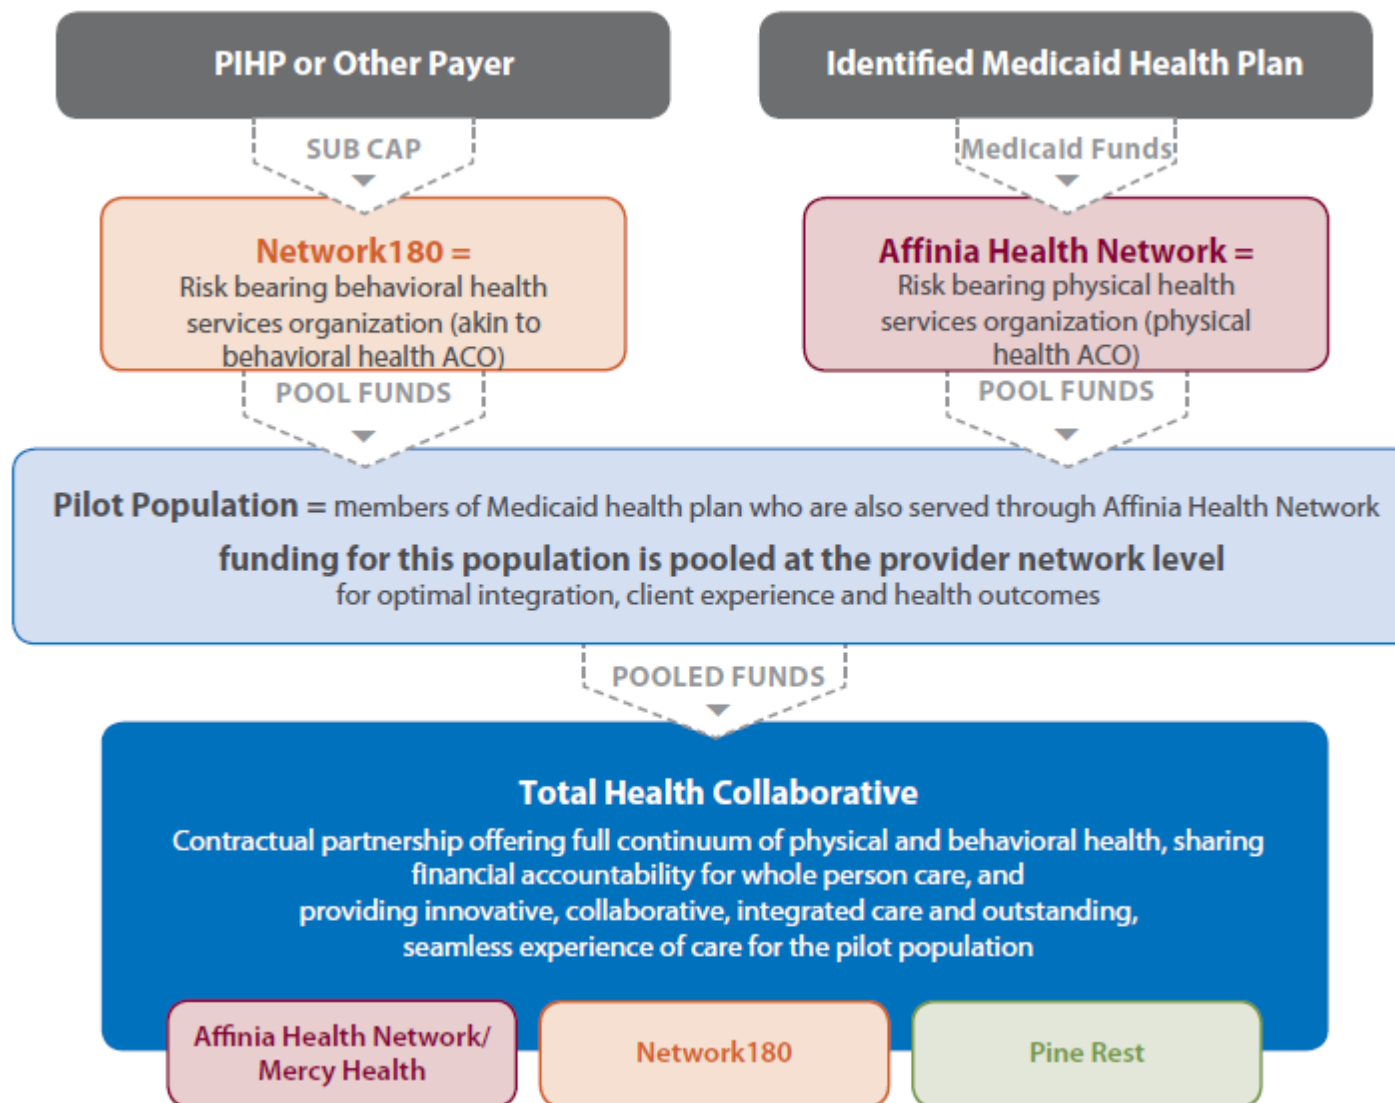 PIHP or Other Payer
Identified Medicaid Health Plan
SUB CAP
Medicaid Funds
Network180 =
Risk bearing behavioral health
services organization (akin to
behavioral health ACO)
Affinia Health Network =
Risk bearing physical health
services organization (physical
health ACO)
POOL FUNDS
POOL FUNDS
Pilot Population = members of Medicaid health plan who are also served through Affinia Health Network
funding for this population is pooled at the provider network level
for optimal integration, client experience and health outcomes
POOLED FUNDS
Total Health Collaborative
Contractual partnership offering full continuum of physical and behavioral health, sharing
financial accountability for whole person care, and
providing innovative, collaborative, integrated care and outstanding,
seamless experience of care for the pilot population
Affinia Health Network/
Mercy Health
Network180
Pine Rest